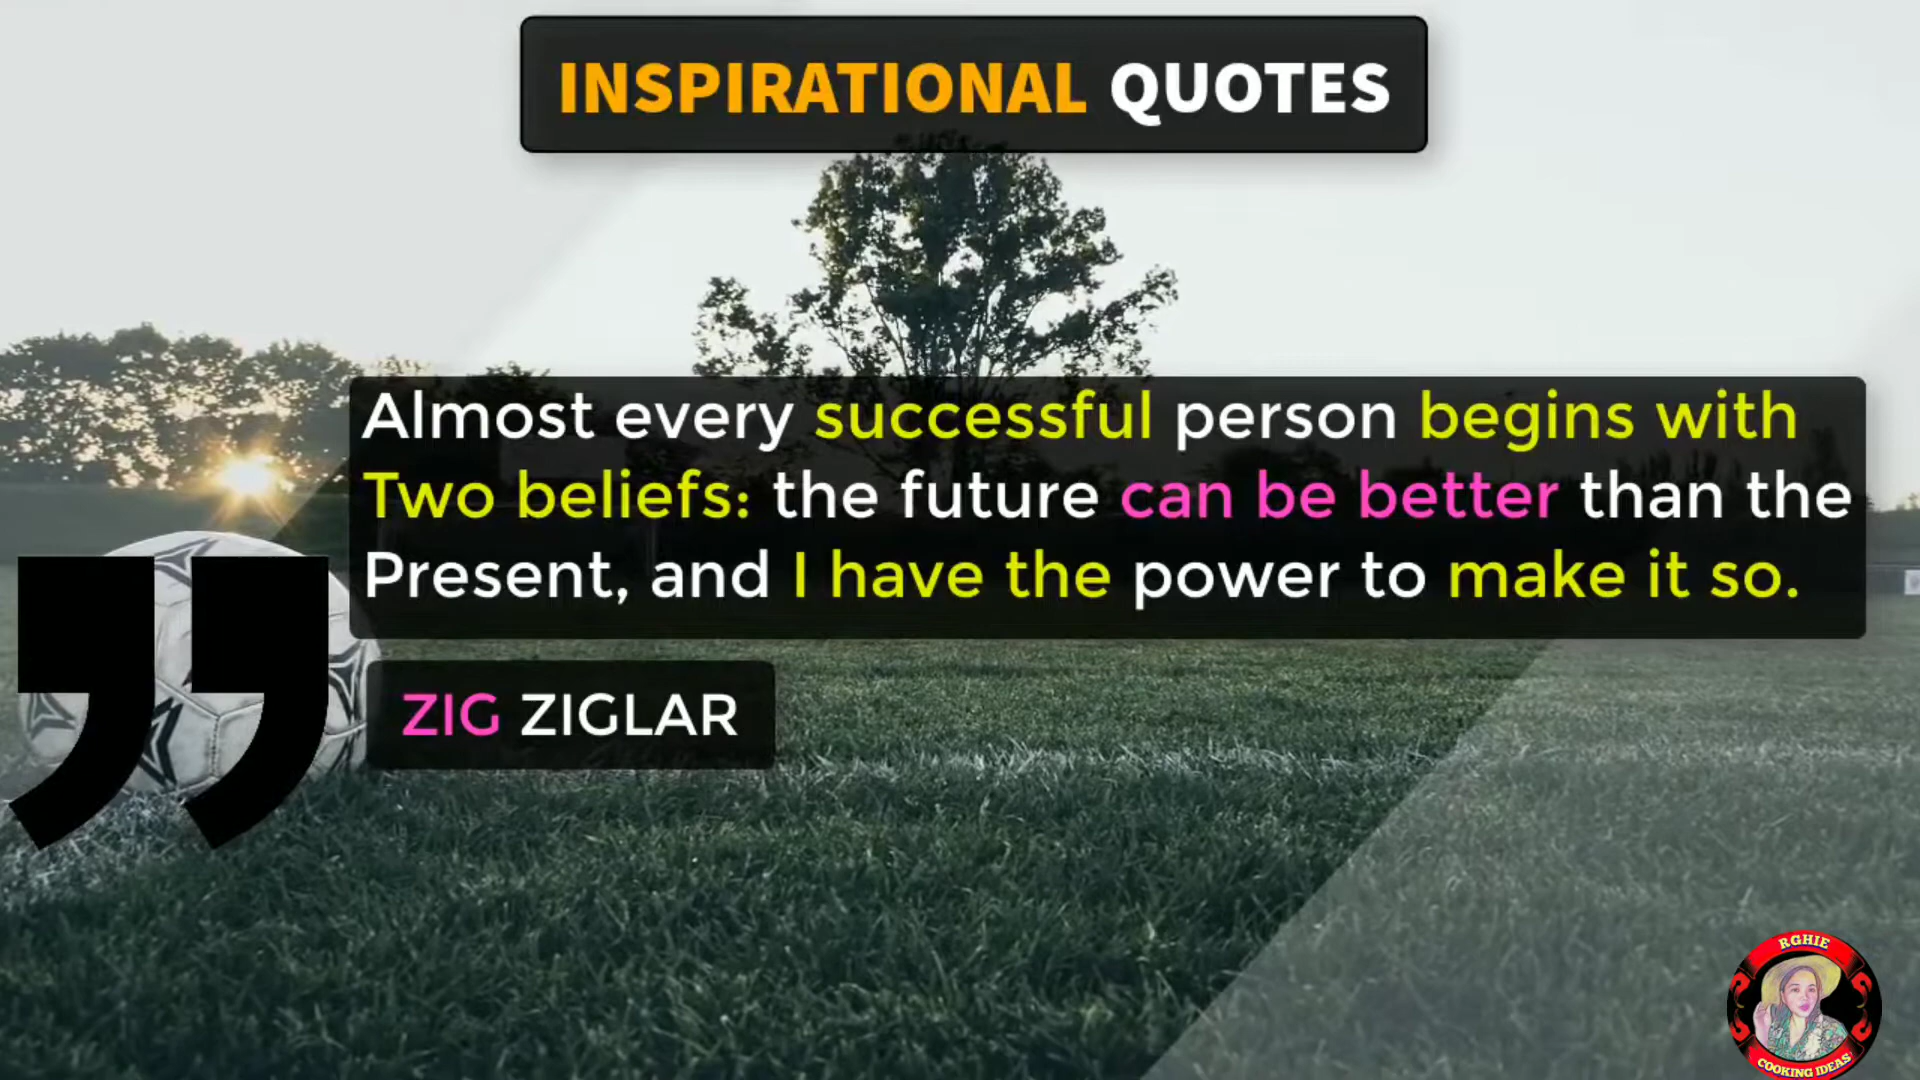 INSPIRATIONAL QUOTES
Almost every successful person begins with
Two beliefs: the future can be better than the
Present, and I have the power to make it so.
ZIG ZIGLAR
RGHIE
COOKING IDEAS